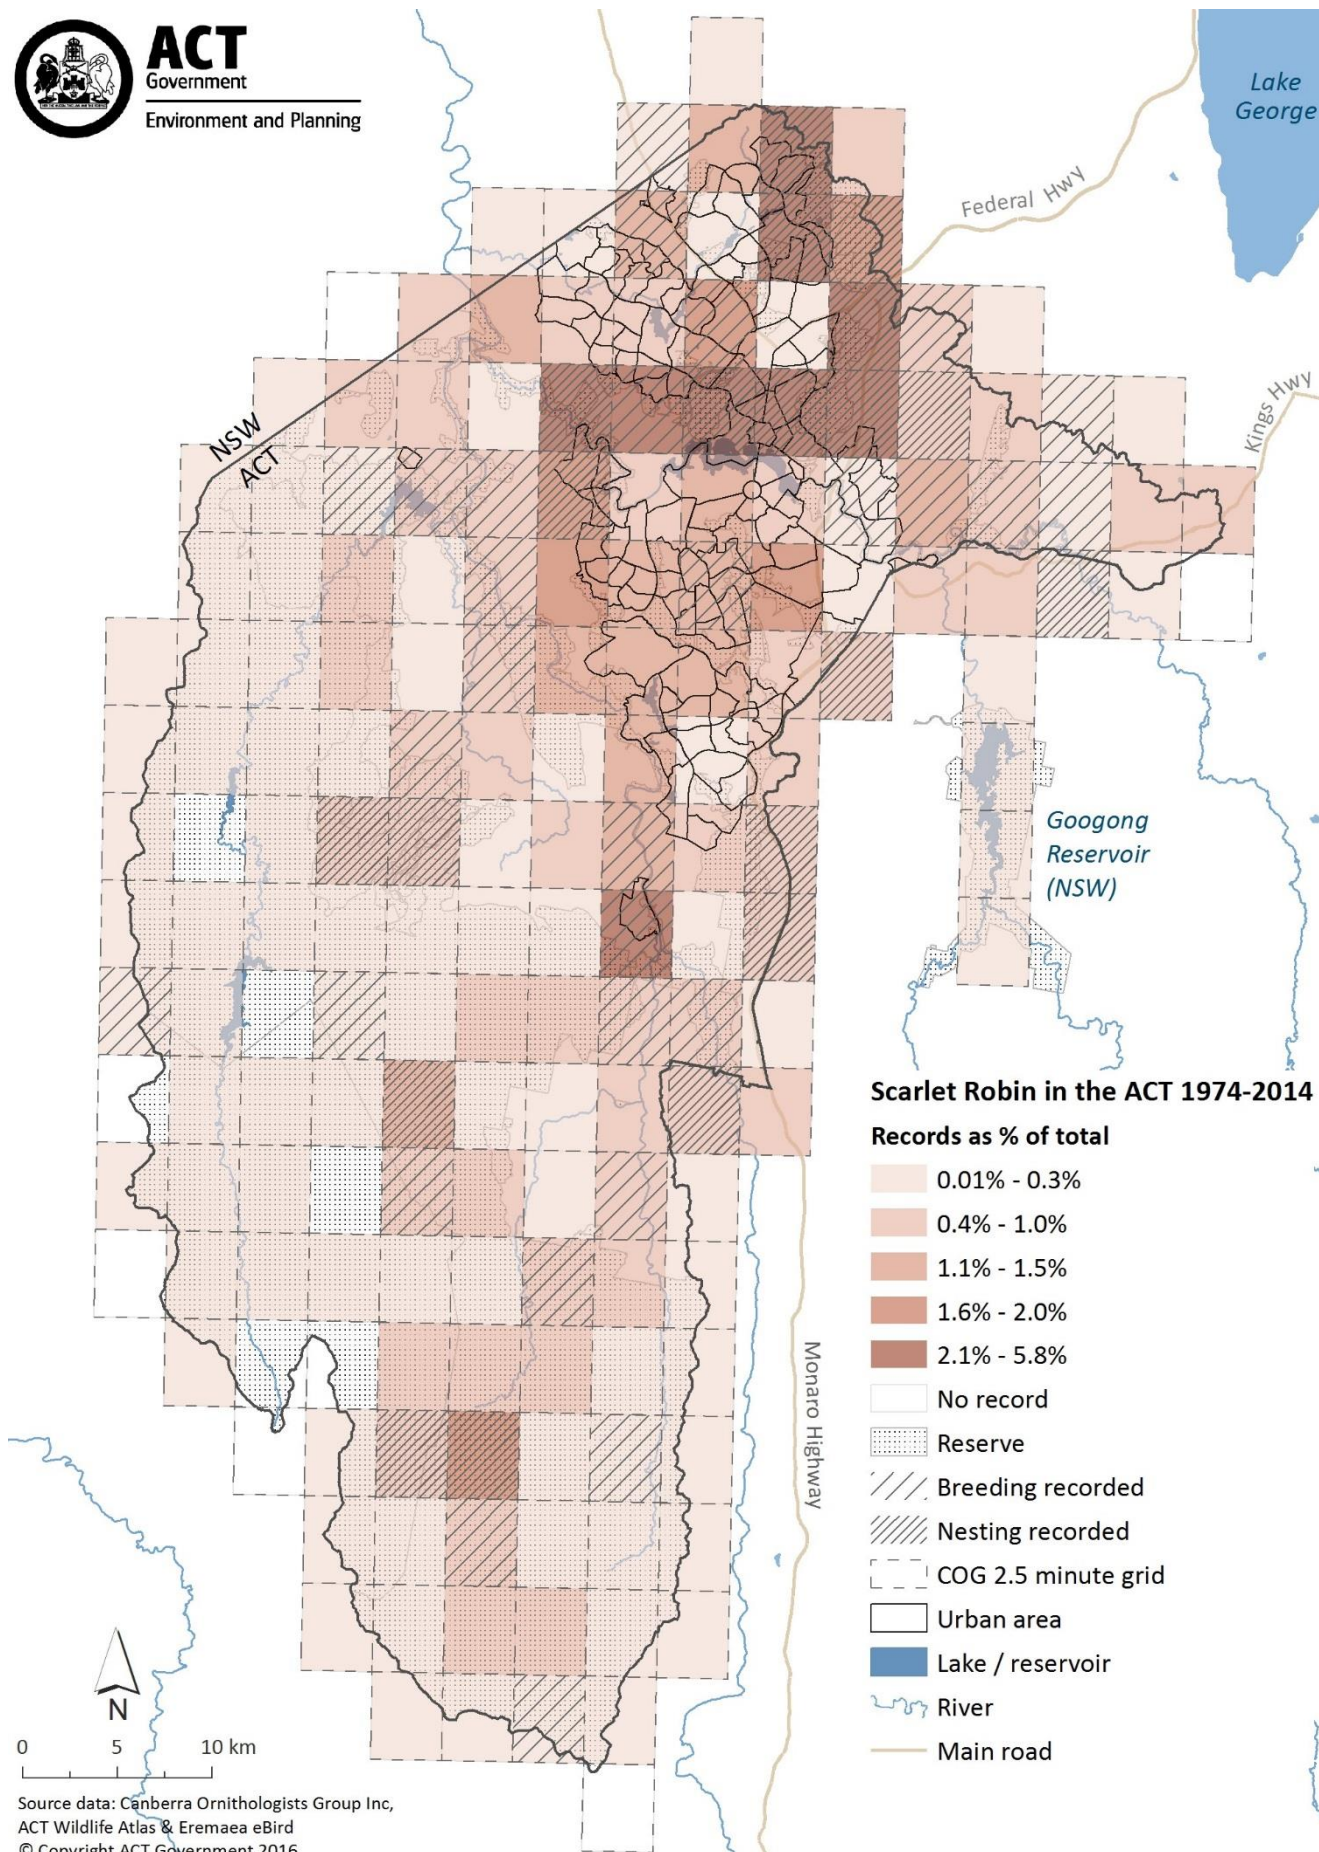 ACT
Government
Environment and Planning
Lake
George
Federal Hwy
Kings Hwy
NSW
ACT
Googong
Reservoir
(NSW)
Monaro Highway
Scarlet Robin in the ACT 1974-2014
Records as % of total
0.01% - 0.3%
0.4% - 1.0%
1.1% - 1.5%
1.6% - 2.0%
2.1% - 5.8%
No record
Reserve
Breeding recorded
Nesting recorded
COG 2.5 minute grid
Urban area
Lake / reservoir
River
Main road
N
0 5 10 km
Source data: Canberra Ornithologists Group Inc,
ACT Wildlife Atlas & Eremaea eBird
© Copyright ACT Government 2016